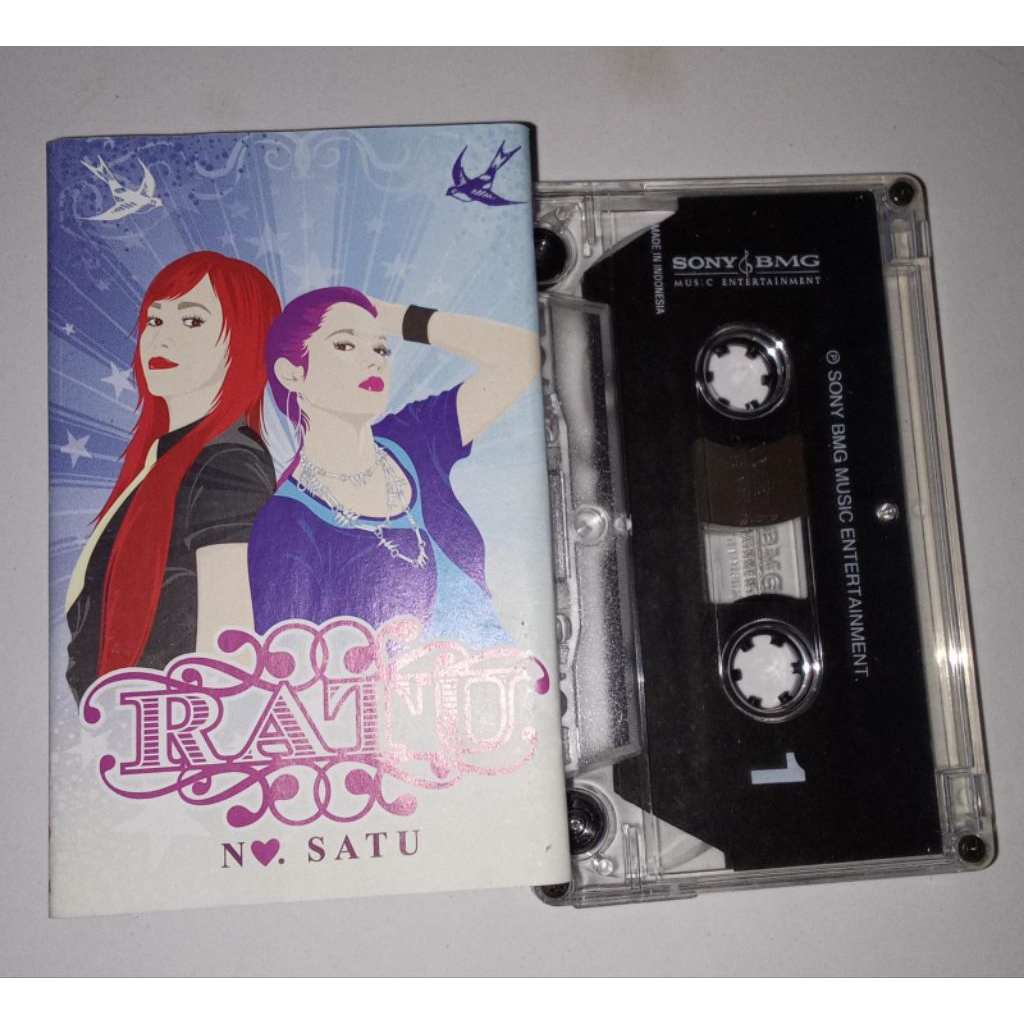 RATU
N♥. SATU
MADE IN INDONESIA
SONY BMG
MUSIC ENTERTAINMENT
℗ SONY BMG MUSIC ENTERTAINMENT.
1